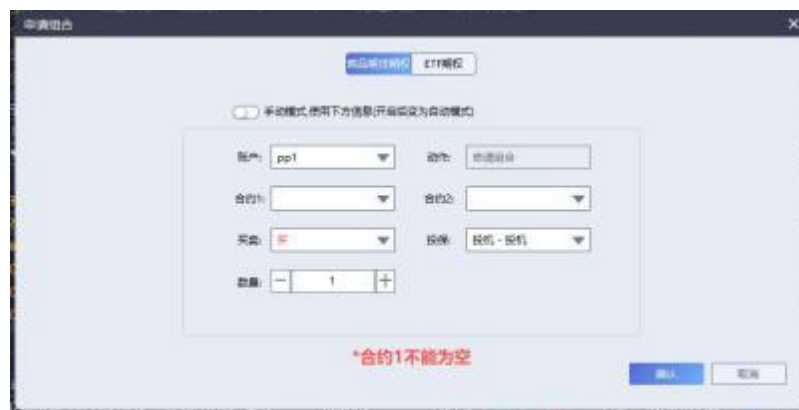 申请组合
商品期货期权 ETF期权
手动模式,使用下方信息(开启后变为自动模式)
账户: pp1 动作: 申请组合
合约1: 合约2:
买卖: 买 投保: 投机 - 投机
数量: 1
*合约1不能为空
确认 取消